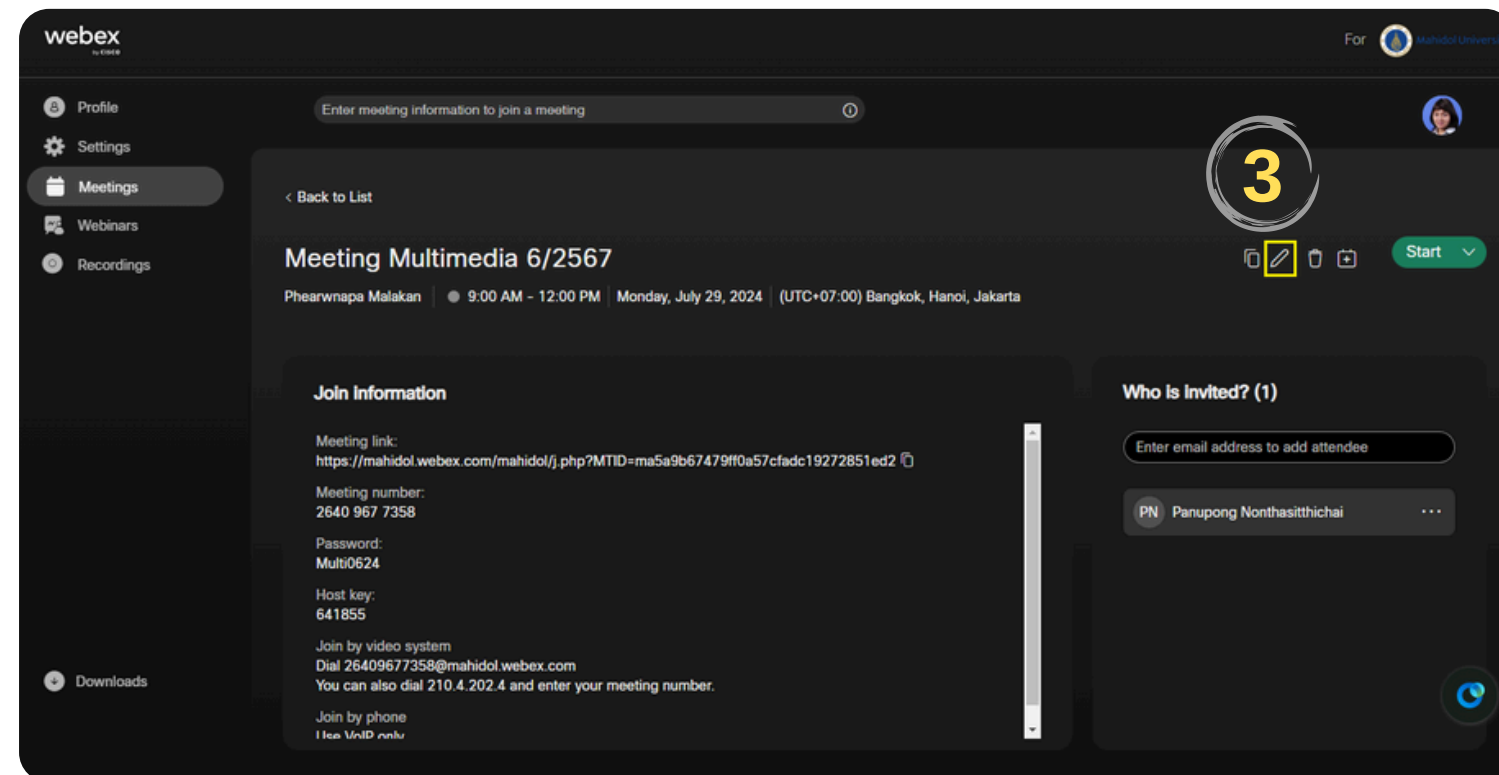 webex
by CISCO
For
Mahidol Univers
Profile
Enter meeting information to join a meeting
Settings
3
Meetings
< Back to List
Webinars
Recordings
Meeting Multimedia 6/2567
Start
Phearwnapa Malakan 9:00 AM - 12:00 PM Monday, July 29, 2024 (UTC+07:00) Bangkok, Hanoi, Jakarta
Join information
Meeting link:
https://mahidol.webex.com/mahidol/j.php?MTID=ma5a9b67479ff0a57cfadc19272851ed2
Meeting number:
2640 967 7358
Password:
Multi0624
Host key:
641855
Join by video system
Dial 26409677358@mahidol.webex.com
You can also dial 210.4.202.4 and enter your meeting number.
Join by phone
Use VoIP only
Who is invited? (1)
Enter email address to add attendee
PN Panupong Nonthasitthichai ...
Downloads